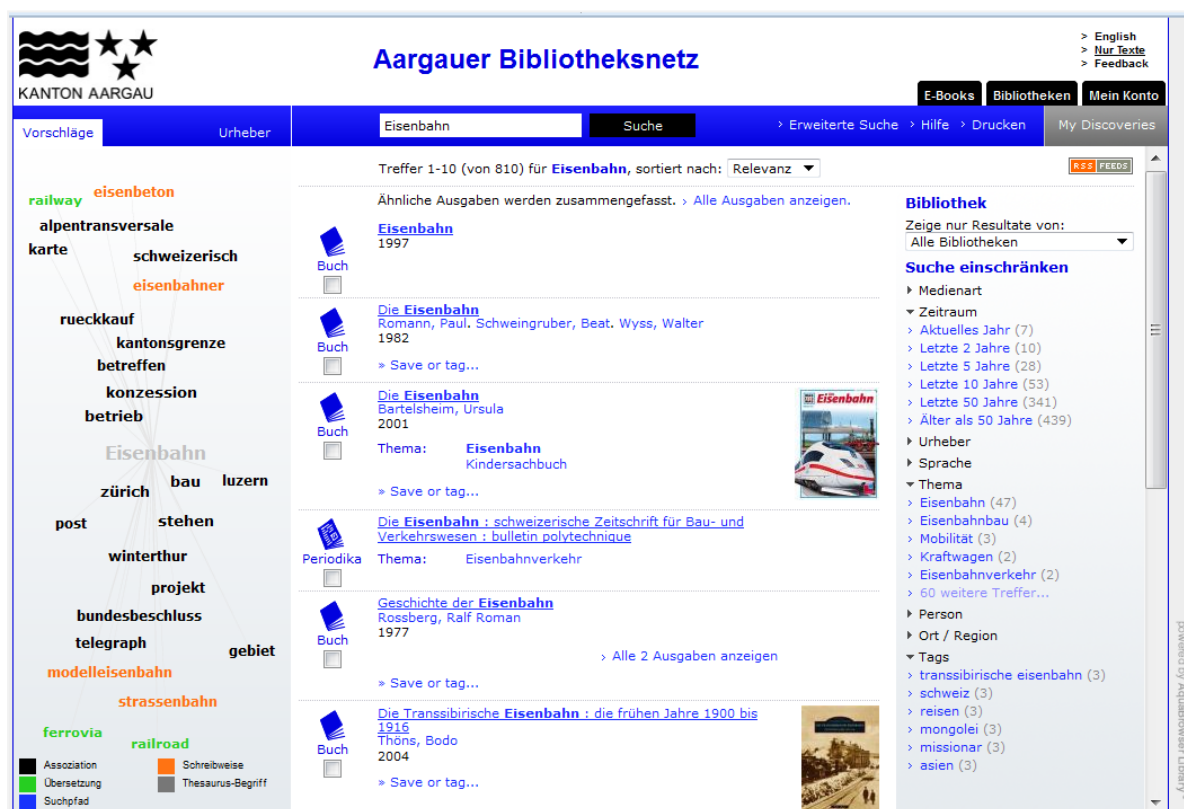 KANTON AARGAU
Aargauer Bibliotheksnetz
> English
> Nur Texte
> Feedback
E-Books Bibliotheken Mein Konto
Vorschläge Urheber
Eisenbahn Suche
› Erweiterte Suche › Hilfe › Drucken My Discoveries
railway
eisenbeton
alpentransversale
karte
schweizerisch
eisenbahner
rueckkauf
kantonsgrenze
betreffen
konzession
betrieb
Eisenbahn
zürich bau luzern
post stehen
winterthur
projekt
bundesbeschluss
telegraph
gebiet
modelleisenbahn
strassenbahn
ferrovia
railroad
Assoziation Schreibweise
Übersetzung Thesaurus-Begriff
Suchpfad
Treffer 1-10 (von 810) für Eisenbahn, sortiert nach: Relevanz
RSS FEEDS
Ähnliche Ausgaben werden zusammengefasst. › Alle Ausgaben anzeigen.
Buch
Eisenbahn
1997
Buch
Die Eisenbahn
Romann, Paul. Schweingruber, Beat. Wyss, Walter
1982
» Save or tag...
Buch
Die Eisenbahn
Bartelsheim, Ursula
2001
Thema: Eisenbahn
Kindersachbuch
» Save or tag...
Eisenbahn
Periodika
Die Eisenbahn : schweizerische Zeitschrift für Bau- und
Verkehrswesen : bulletin polytechnique
Thema: Eisenbahnverkehr
Buch
Geschichte der Eisenbahn
Rossberg, Ralf Roman
1977
› Alle 2 Ausgaben anzeigen
» Save or tag...
Buch
Die Transsibirische Eisenbahn : die frühen Jahre 1900 bis
1916
Thöns, Bodo
2004
» Save or tag...
Bibliothek
Zeige nur Resultate von:
Alle Bibliotheken
Suche einschränken
Medienart
Zeitraum
› Aktuelles Jahr (7)
› Letzte 2 Jahre (10)
› Letzte 5 Jahre (28)
› Letzte 10 Jahre (53)
› Letzte 50 Jahre (341)
› Älter als 50 Jahre (439)
Urheber
Sprache
Thema
› Eisenbahn (47)
› Eisenbahnbau (4)
› Mobilität (3)
› Kraftwagen (2)
› Eisenbahnverkehr (2)
› 60 weitere Treffer...
Person
Ort / Region
Tags
› transsibirische eisenbahn (3)
› schweiz (3)
› reisen (3)
› mongolei (3)
› missionar (3)
› asien (3)
powered by Aquabrowser Library